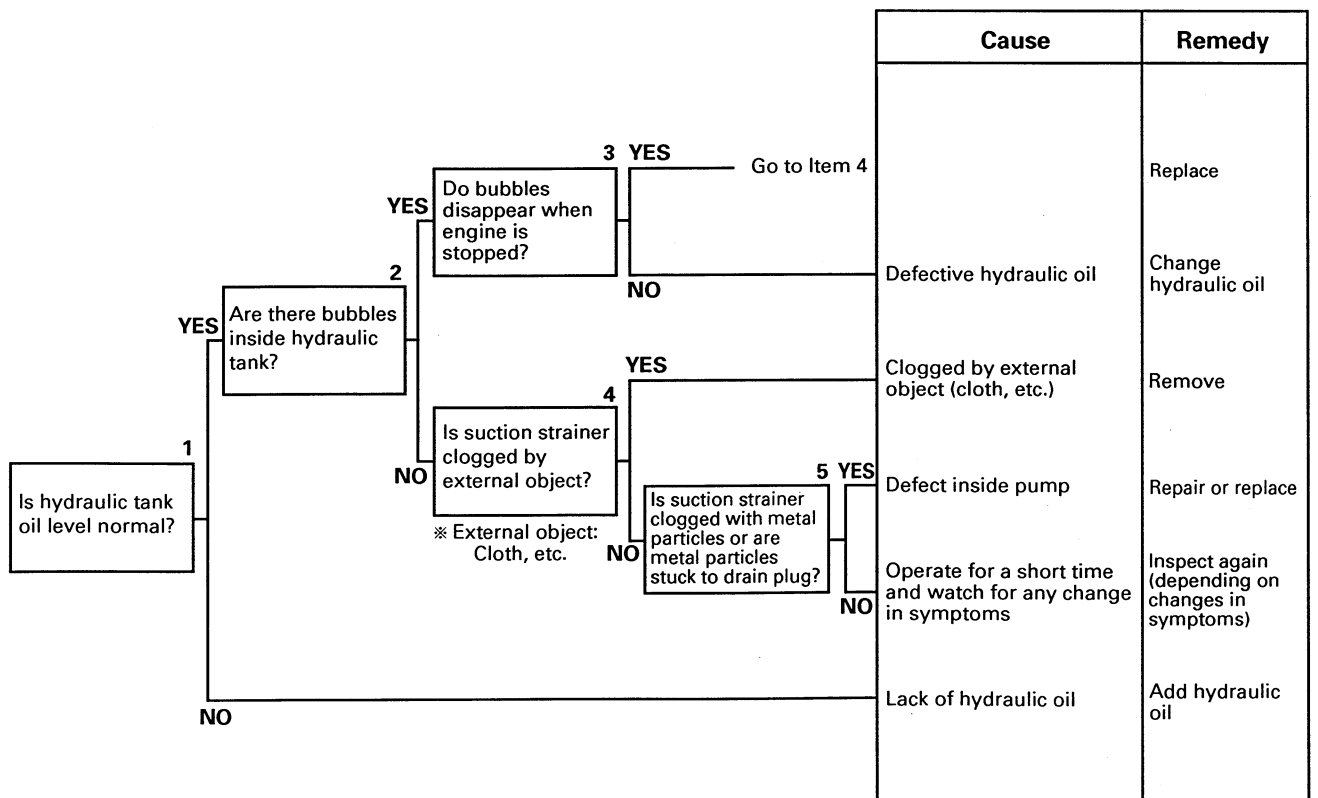 Cause
Remedy
3 YES
Go to Item 4
Replace
YES
Do bubbles
disappear when
engine is
stopped?
NO
Defective hydraulic oil
Change
hydraulic oil
2
YES
Are there bubbles
inside hydraulic
tank?
YES
Clogged by external
object (cloth, etc.)
Remove
4
NO
Is suction strainer
clogged by
external object?
※ External object:
Cloth, etc.
5 YES
Defect inside pump
Repair or replace
NO
Is suction strainer
clogged with metal
particles or are
metal particles
stuck to drain plug?
NO
Operate for a short time
and watch for any change
in symptoms
Inspect again
(depending on
changes in
symptoms)
1
Is hydraulic tank
oil level normal?
NO
Lack of hydraulic oil
Add hydraulic
oil